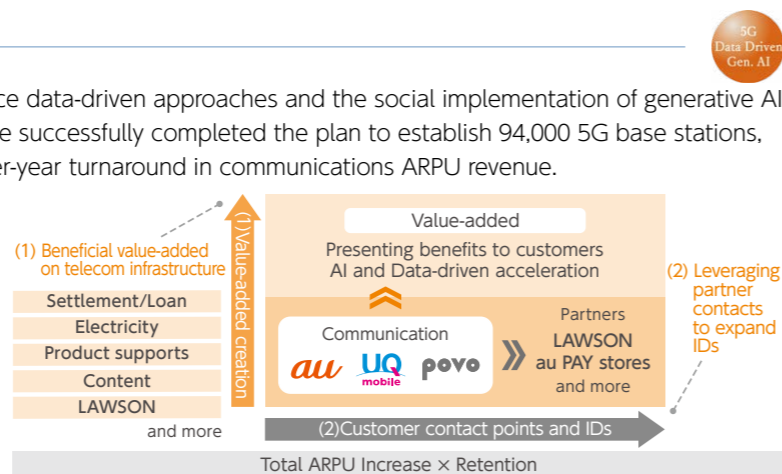 5G
Data Driven
Gen. AI
ce data-driven approaches and the social implementation of generative AI
e successfully completed the plan to establish 94,000 5G base stations,
er-year turnaround in communications ARPU revenue.
(1) Beneficial value-added
on telecom infrastructure
Settlement/Loan
Electricity
Product supports
Content
LAWSON
and more
(1)Value-added creation
Value-added
Presenting benefits to customers
AI and Data-driven acceleration
Communication
au
UQ
mobile
povo
Partners
LAWSON
au PAY stores
and more
(2) Leveraging
partner
contacts
to expand
IDs
(2)Customer contact points and IDs
Total ARPU Increase × Retention